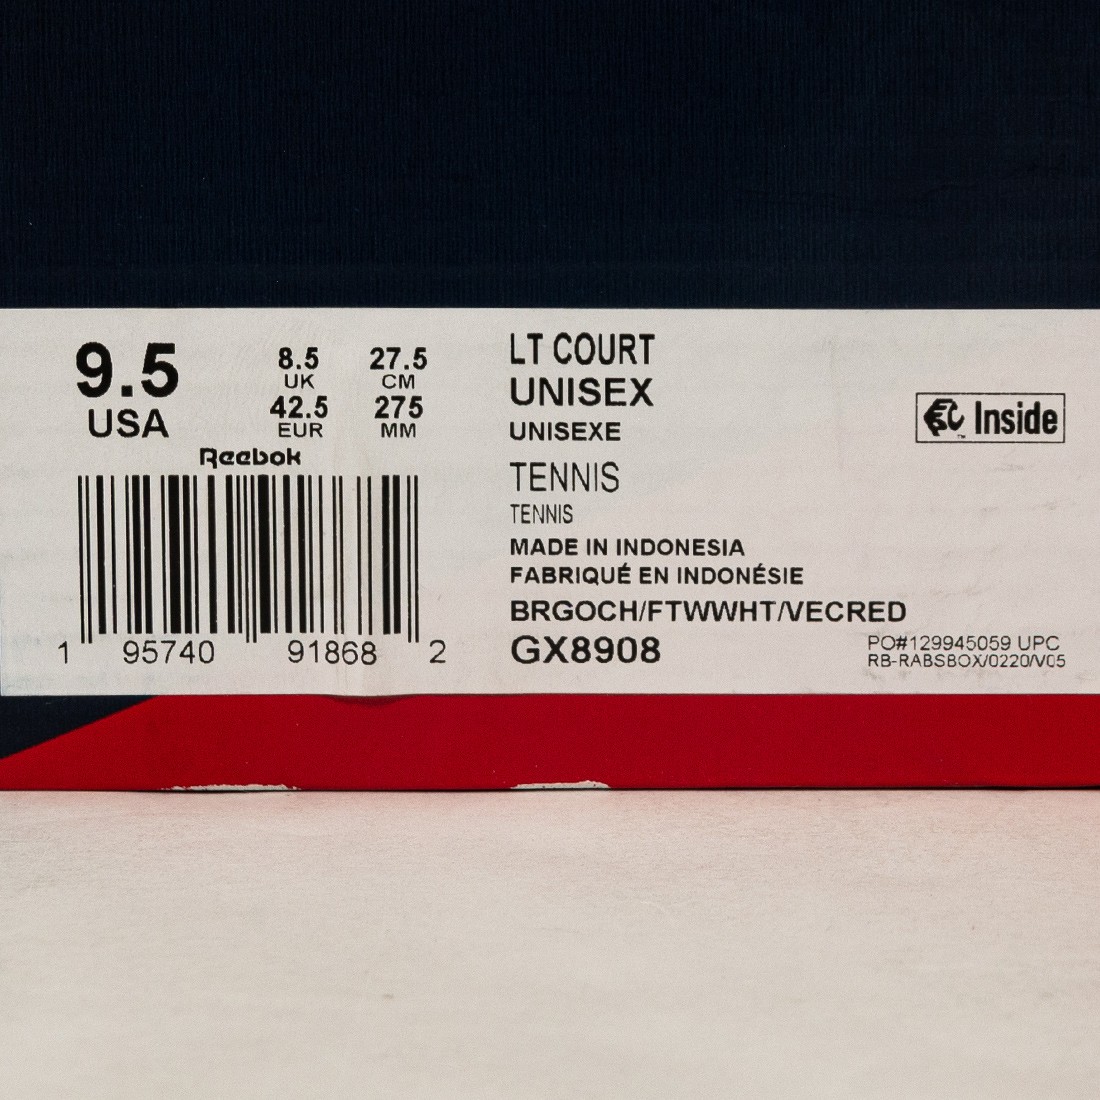 9.5
USA
8.5
UK
42.5
EUR
27.5
CM
275
MM
Reebok
1 95740 91868 2
LT COURT
UNISEX
UNISEXE
TENNIS
TENNIS
MADE IN INDONESIA
FABRIQUÉ EN INDONÉSIE
BRGOCH/FTWWHT/VECRED
GX8908
Inside
PO#129945059 UPC
RB-RABSBOX/0220/V05